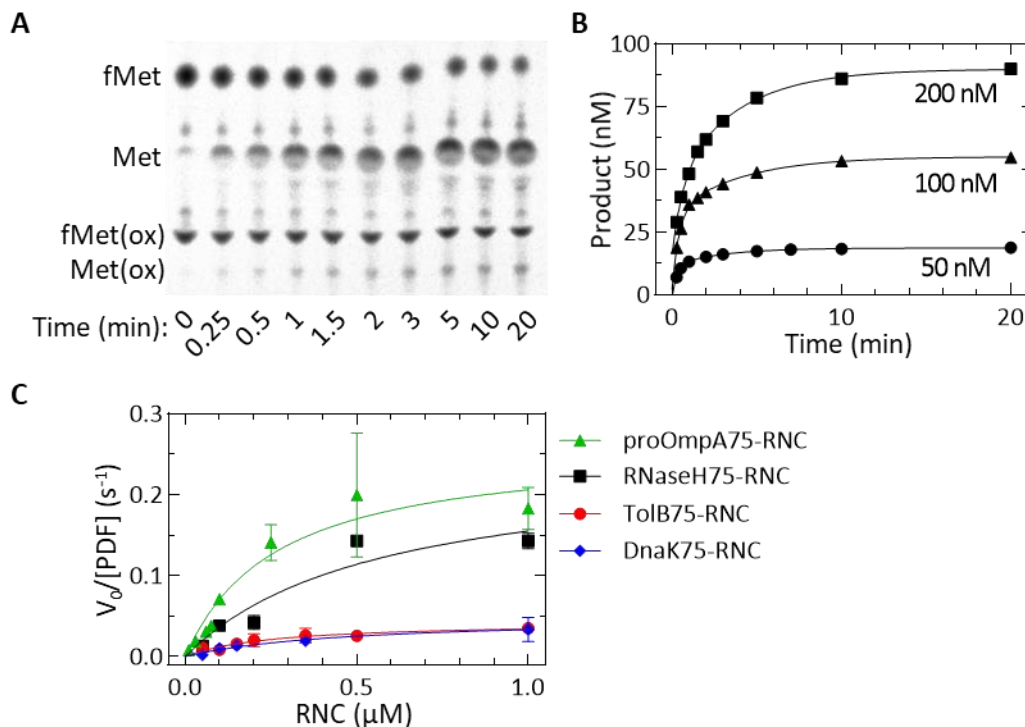 A
fMet
Met
fMet(ox)
Met(ox)
Time (min): 0 0.25 0.5 1 1.5 2 3 5 10 20
B
Product (nM)
100
75
50
25
0
200 nM
100 nM
50 nM
0 10 20
Time (min)
C
V₀/[PDF] (s⁻¹)
0.3
0.2
0.1
0.0
0.0 0.5 1.0
RNC (μM)
proOmpA75-RNC
RNaseH75-RNC
TolB75-RNC
DnaK75-RNC